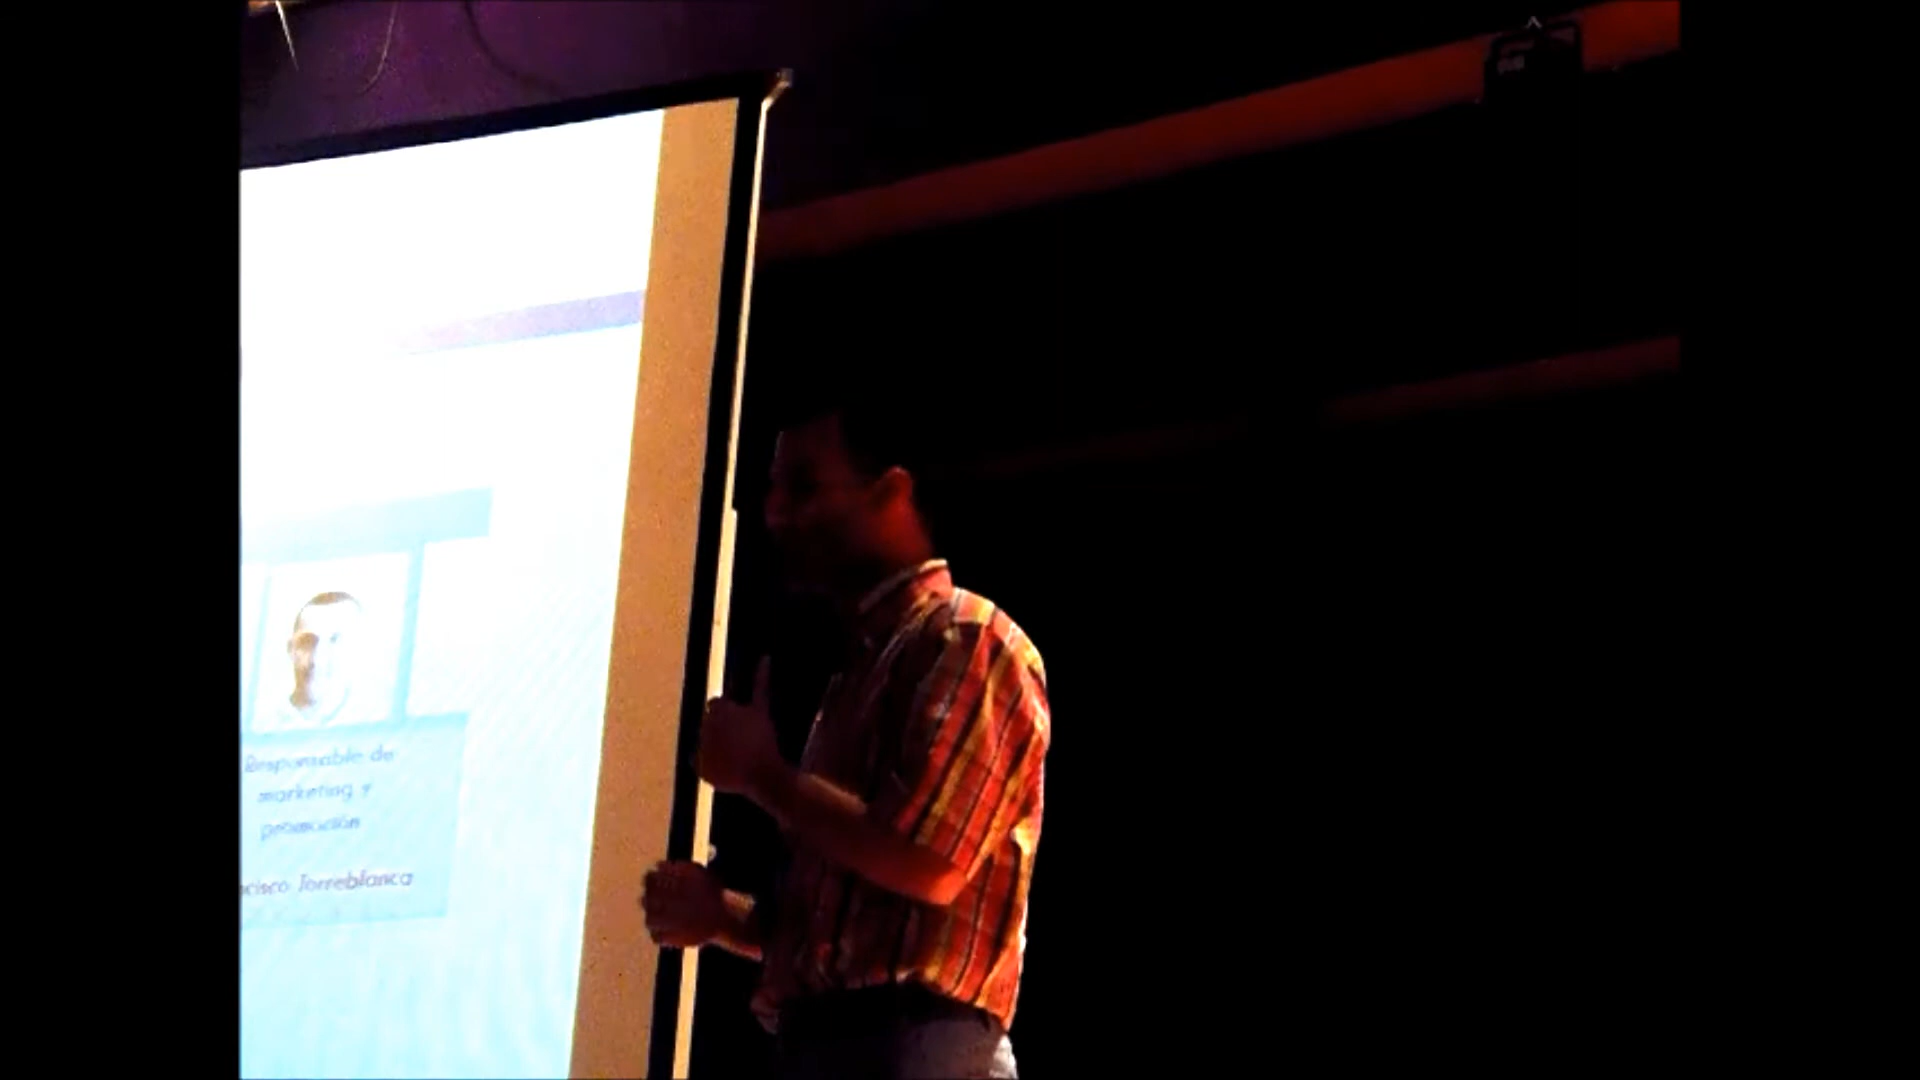 Responsable de
marketing y
promoción
cisco Torreblanca